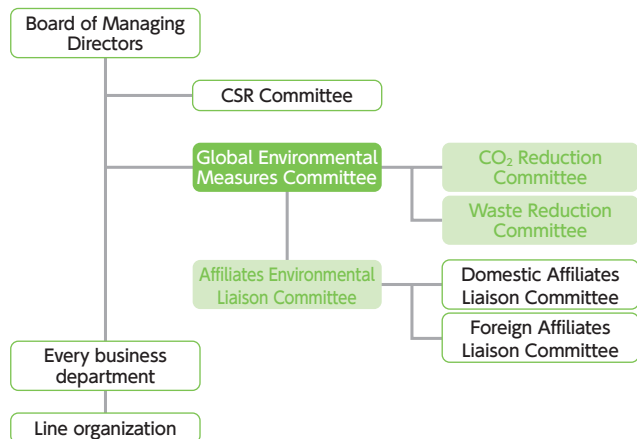 Board of Managing
Directors
CSR Committee
Global Environmental
Measures Committee
CO₂ Reduction
Committee
Waste Reduction
Committee
Affiliates Environmental
Liaison Committee
Domestic Affiliates
Liaison Committee
Foreign Affiliates
Liaison Committee
Every business
department
Line organization